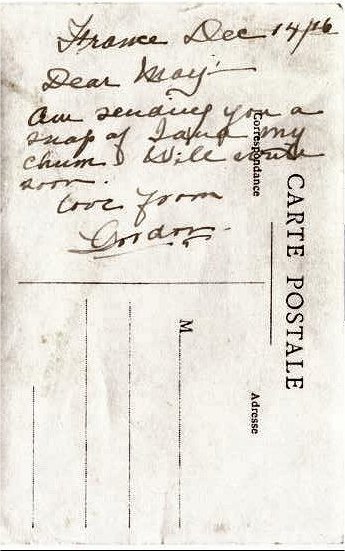 France Dec 14/16
Dear May;—
Am sending you a
snap of I and my
chum. Will write
soon.
Love from
Gordon.
Correspondance
CARTE POSTALE
M
Adresse